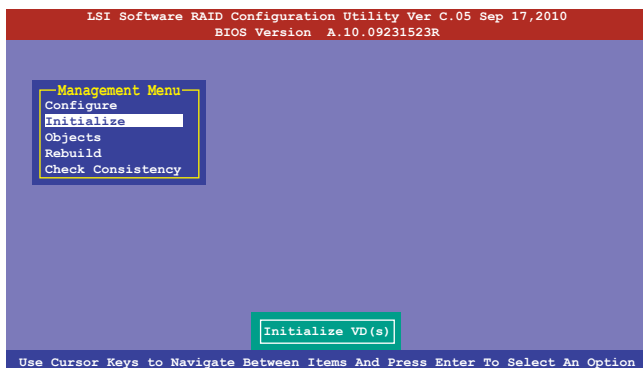 LSI Software RAID Configuration Utility Ver C.05 Sep 17,2010
BIOS Version A.10.09231523R
Management Menu
Configure
Initialize
Objects
Rebuild
Check Consistency
Initialize VD(s)
Use Cursor Keys to Navigate Between Items And Press Enter To Select An Option